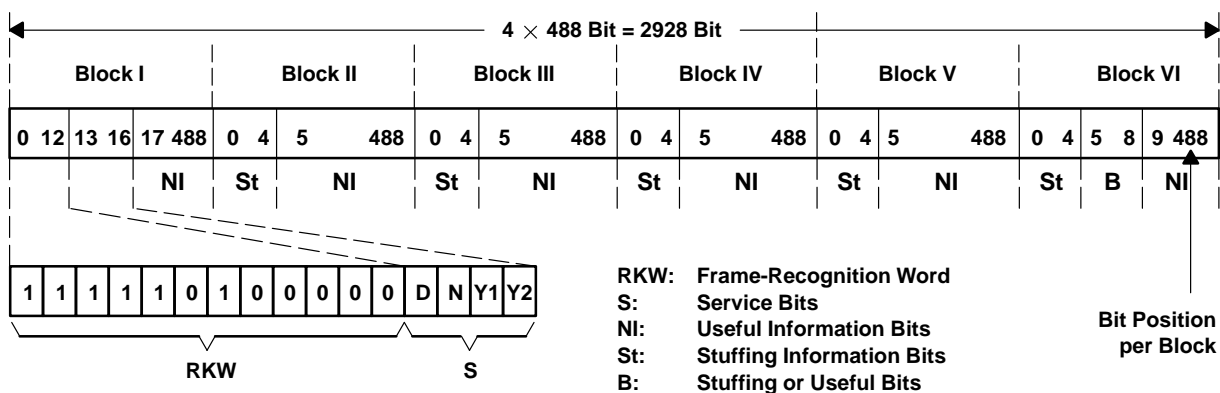 4 × 488 Bit = 2928 Bit
Block I Block II Block III Block IV Block V Block VI
0 12 13 16 17 488 0 4 5 488 0 4 5 488 0 4 5 488 0 4 5 488 0 4 5 8 9 488
NI St NI St NI St NI St NI St B NI
1 1 1 1 1 0 1 0 0 0 0 0 D N Y1 Y2
RKW S
RKW: Frame-Recognition Word
S: Service Bits
NI: Useful Information Bits
St: Stuffing Information Bits
B: Stuffing or Useful Bits
Bit Position
per Block